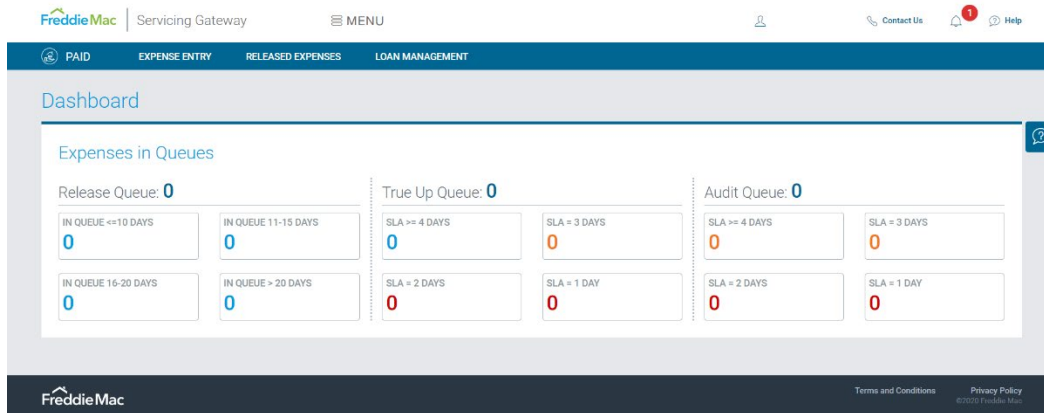 Freddie Mac Servicing Gateway MENU Contact Us 1 Help
PAID EXPENSE ENTRY RELEASED EXPENSES LOAN MANAGEMENT
Dashboard
Expenses in Queues
Release Queue: 0
IN QUEUE <=10 DAYS
0
IN QUEUE 11-15 DAYS
0
IN QUEUE 16-20 DAYS
0
IN QUEUE > 20 DAYS
0
True Up Queue: 0
SLA >= 4 DAYS
0
SLA = 3 DAYS
0
SLA = 2 DAYS
0
SLA = 1 DAY
0
Audit Queue: 0
SLA >= 4 DAYS
0
SLA = 3 DAYS
0
SLA = 2 DAYS
0
SLA = 1 DAY
0
Freddie Mac
Terms and Conditions Privacy Policy
©2020 Freddie Mac